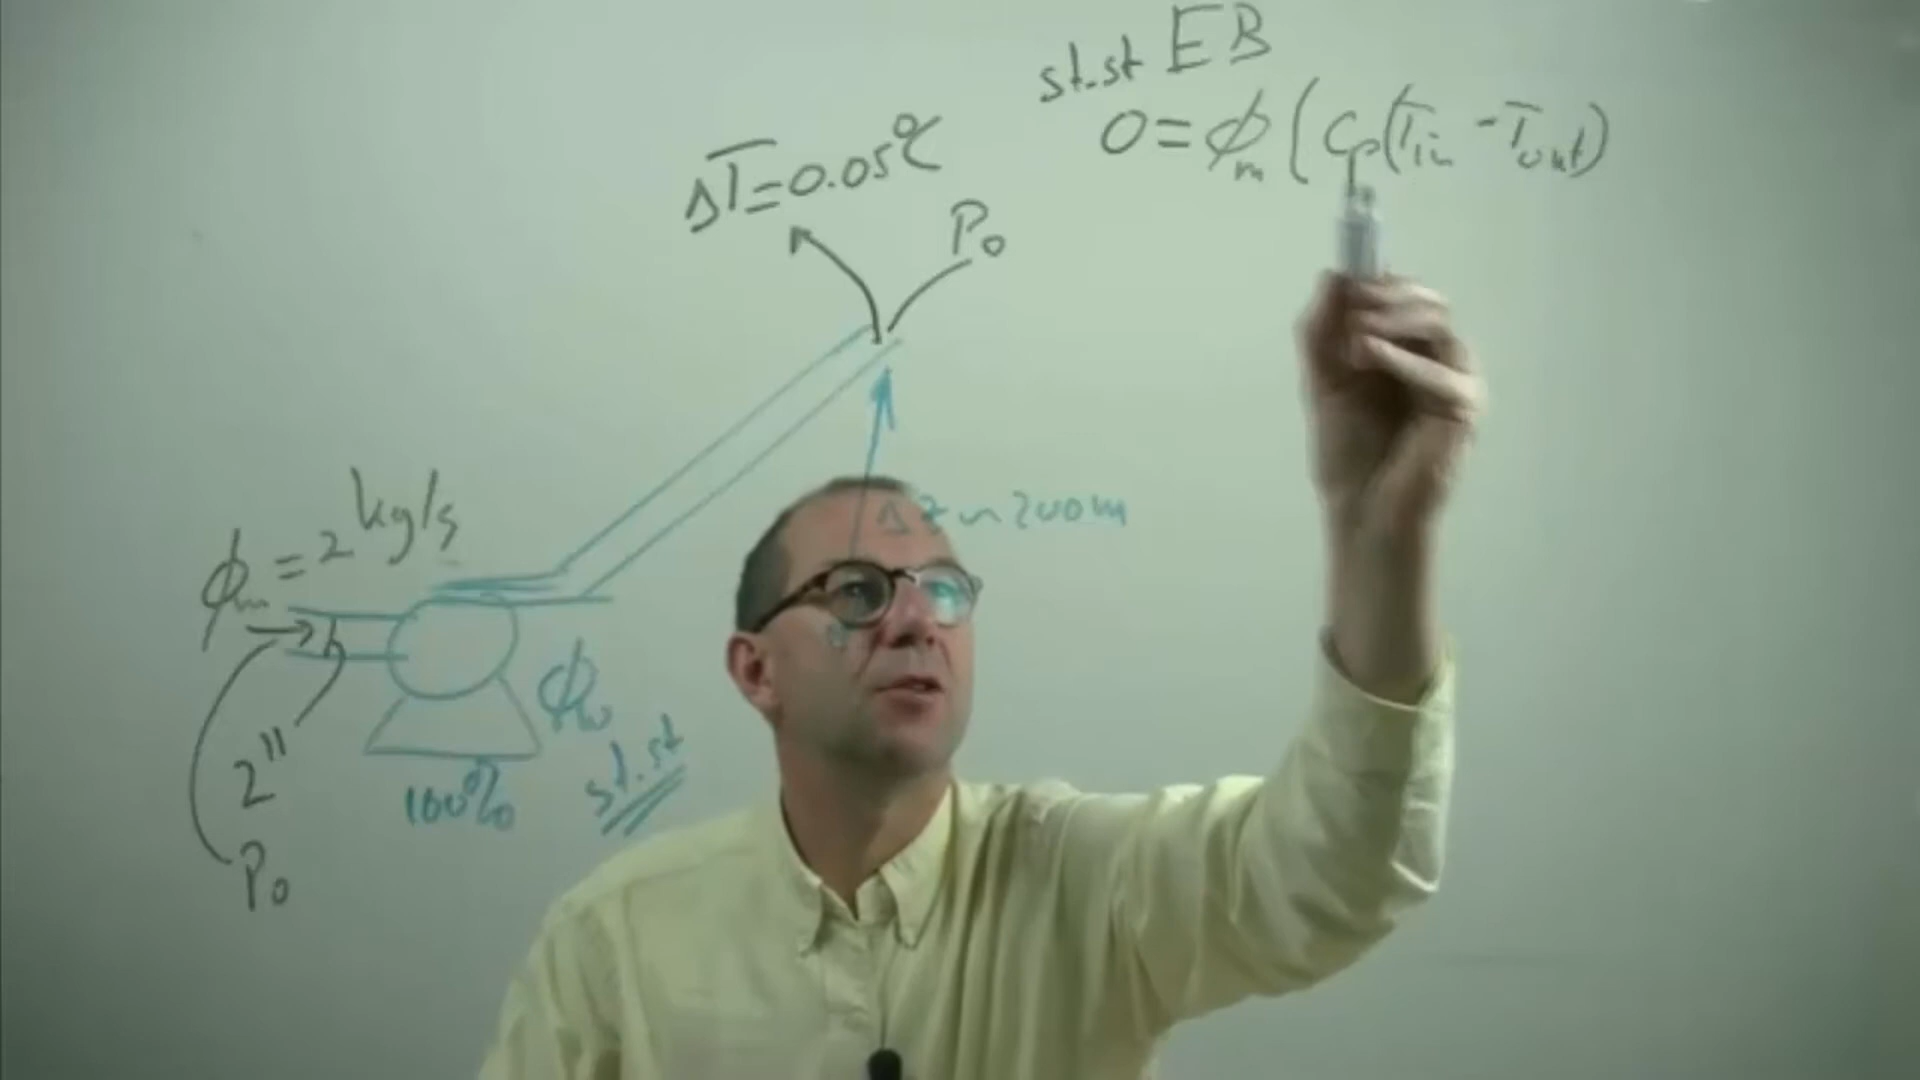 st.st EB
0 = ϕm ( Cp(Tin - Tout)
ΔT = 0.05°C
P0
Δz ~ 200m
ϕm = 2 kg/s
ϕw
st.st
2"
100%
P0